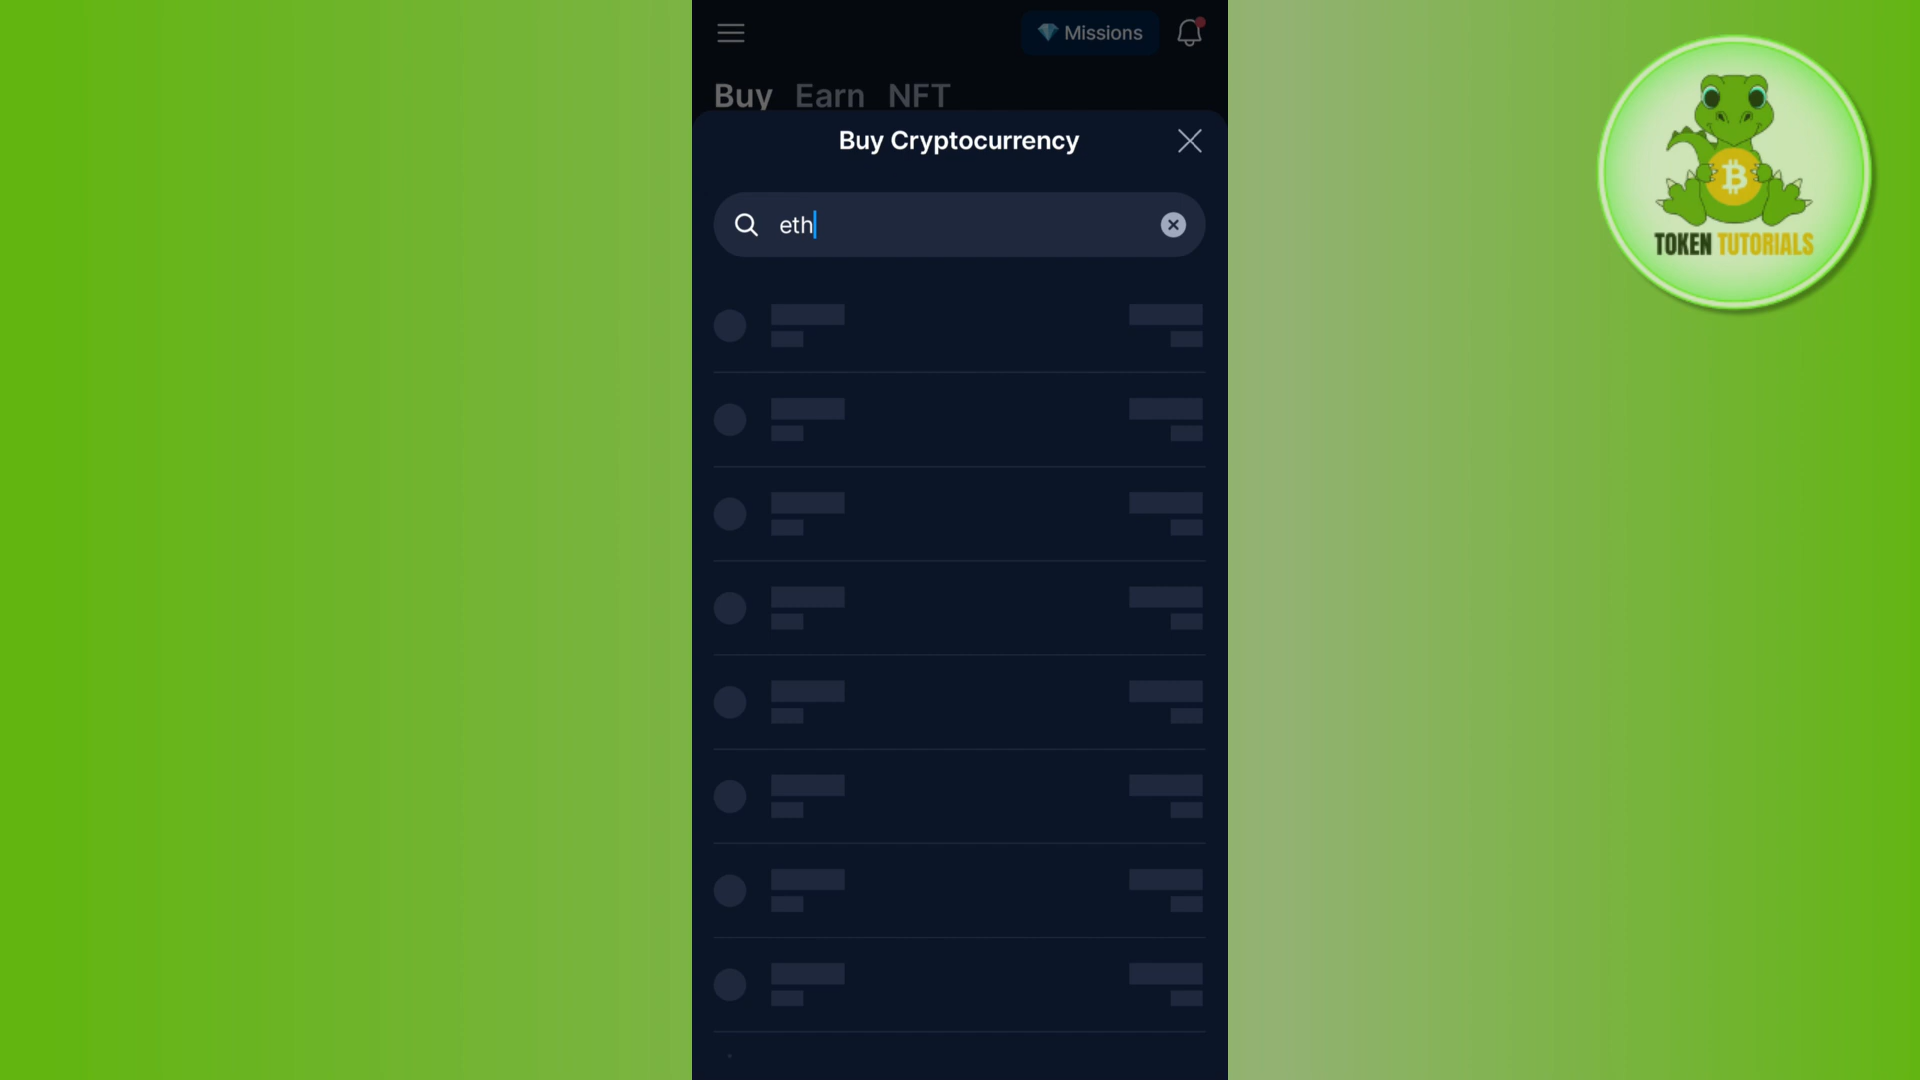 Missions
Buy Earn NFT
Buy Cryptocurrency
eth
TOKEN TUTORIALS